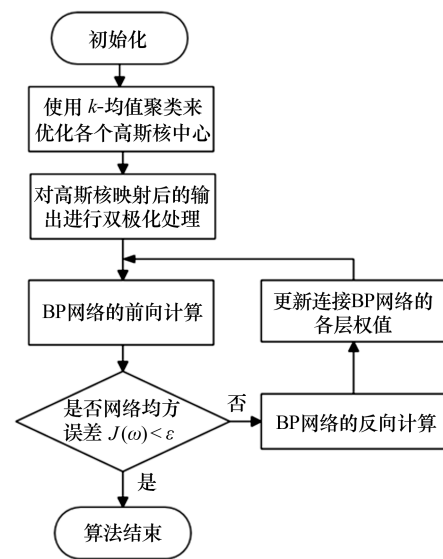 初始化
使用 k-均值聚类来
优化各个高斯核中心
对高斯核映射后的输
出进行双极化处理
BP网络的前向计算
更新连接BP网络的
各层权值
是否网络均方
误差 J(ω)< ε
否
BP网络的反向计算
是
算法结束